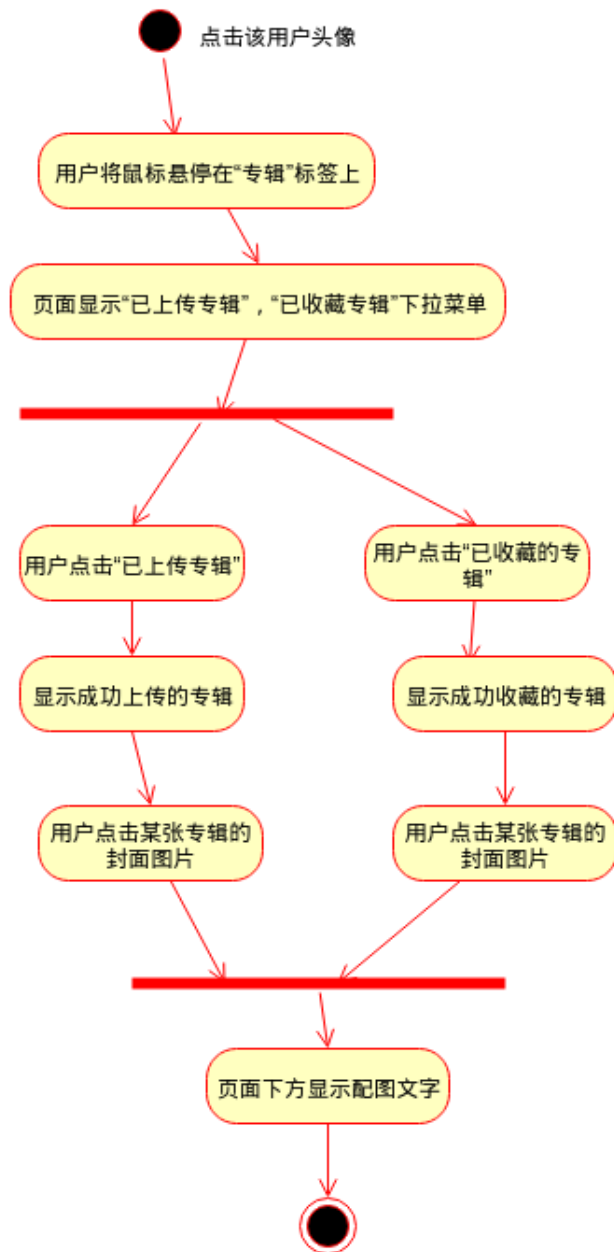 点击该用户头像
用户将鼠标悬停在“专辑”标签上
页面显示“已上传专辑”，“已收藏专辑”下拉菜单
用户点击“已上传专辑”
用户点击“已收藏的专
辑”
显示成功上传的专辑
显示成功收藏的专辑
用户点击某张专辑的
封面图片
用户点击某张专辑的
封面图片
页面下方显示配图文字